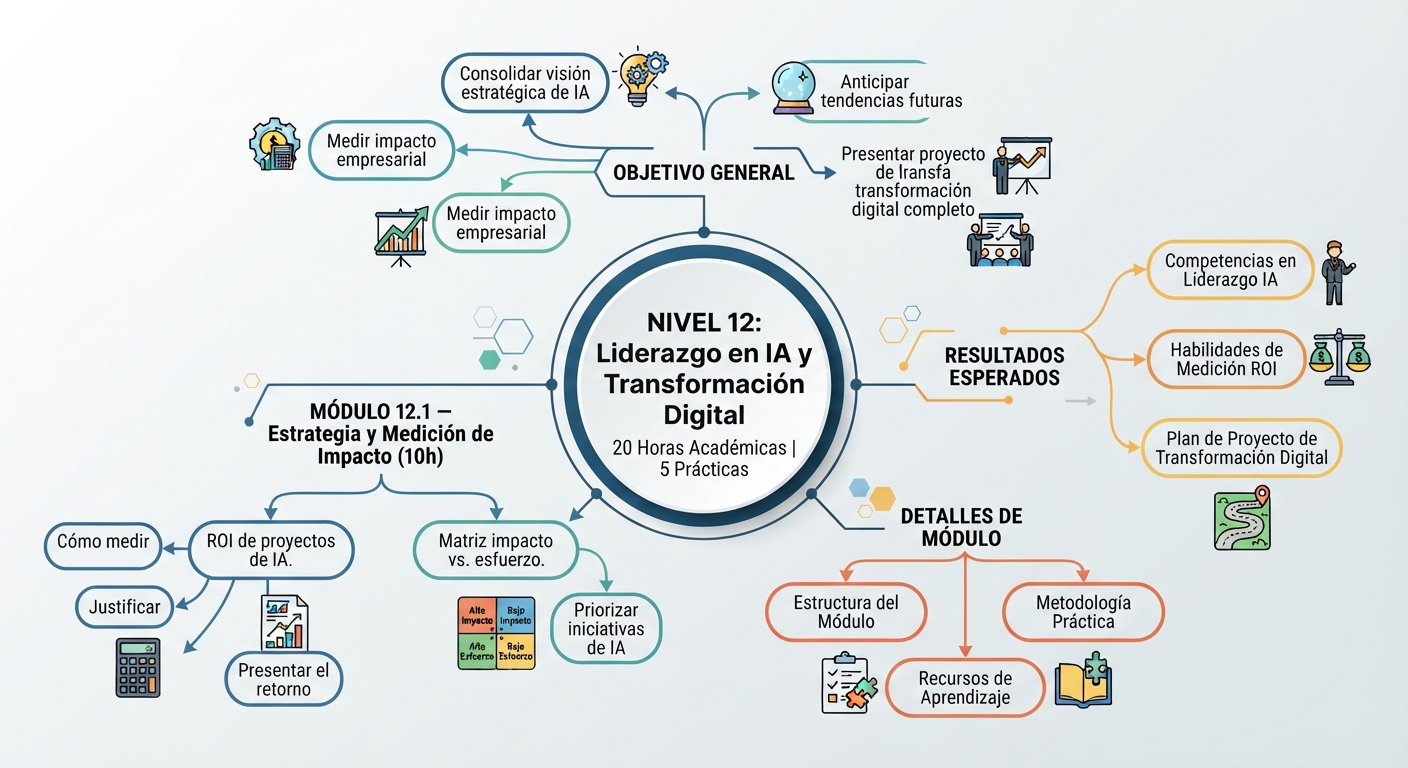 Consolidar visión
estratégica de IA
Anticipar
tendencias futuras
Medir impacto
empresarial
OBJETIVO GENERAL
Presentar proyecto
de Iransfa
transformación
digital completo
Medir impacto
empresarial
NIVEL 12:
Liderazgo en IA y
Transformación
Digital
20 Horas Académicas |
5 Prácticas
RESULTADOS
ESPERADOS
Competencias en
Liderazgo IA
Habilidades de
Medición ROI
Plan de Proyecto de
Transformación Digital
MÓDULO 12.1 —
Estrategia y Medición de
Impacto (10h)
Cómo medir
ROI de proyectos
de IA.
Justificar
Presentar el
retorno
Matriz impacto
vs. esfuerzo.
Priorizar
iniciativas
de IA
DETALLES DE
MÓDULO
Estructura del
Módulo
Metodología
Práctica
Recursos de
Aprendizaje